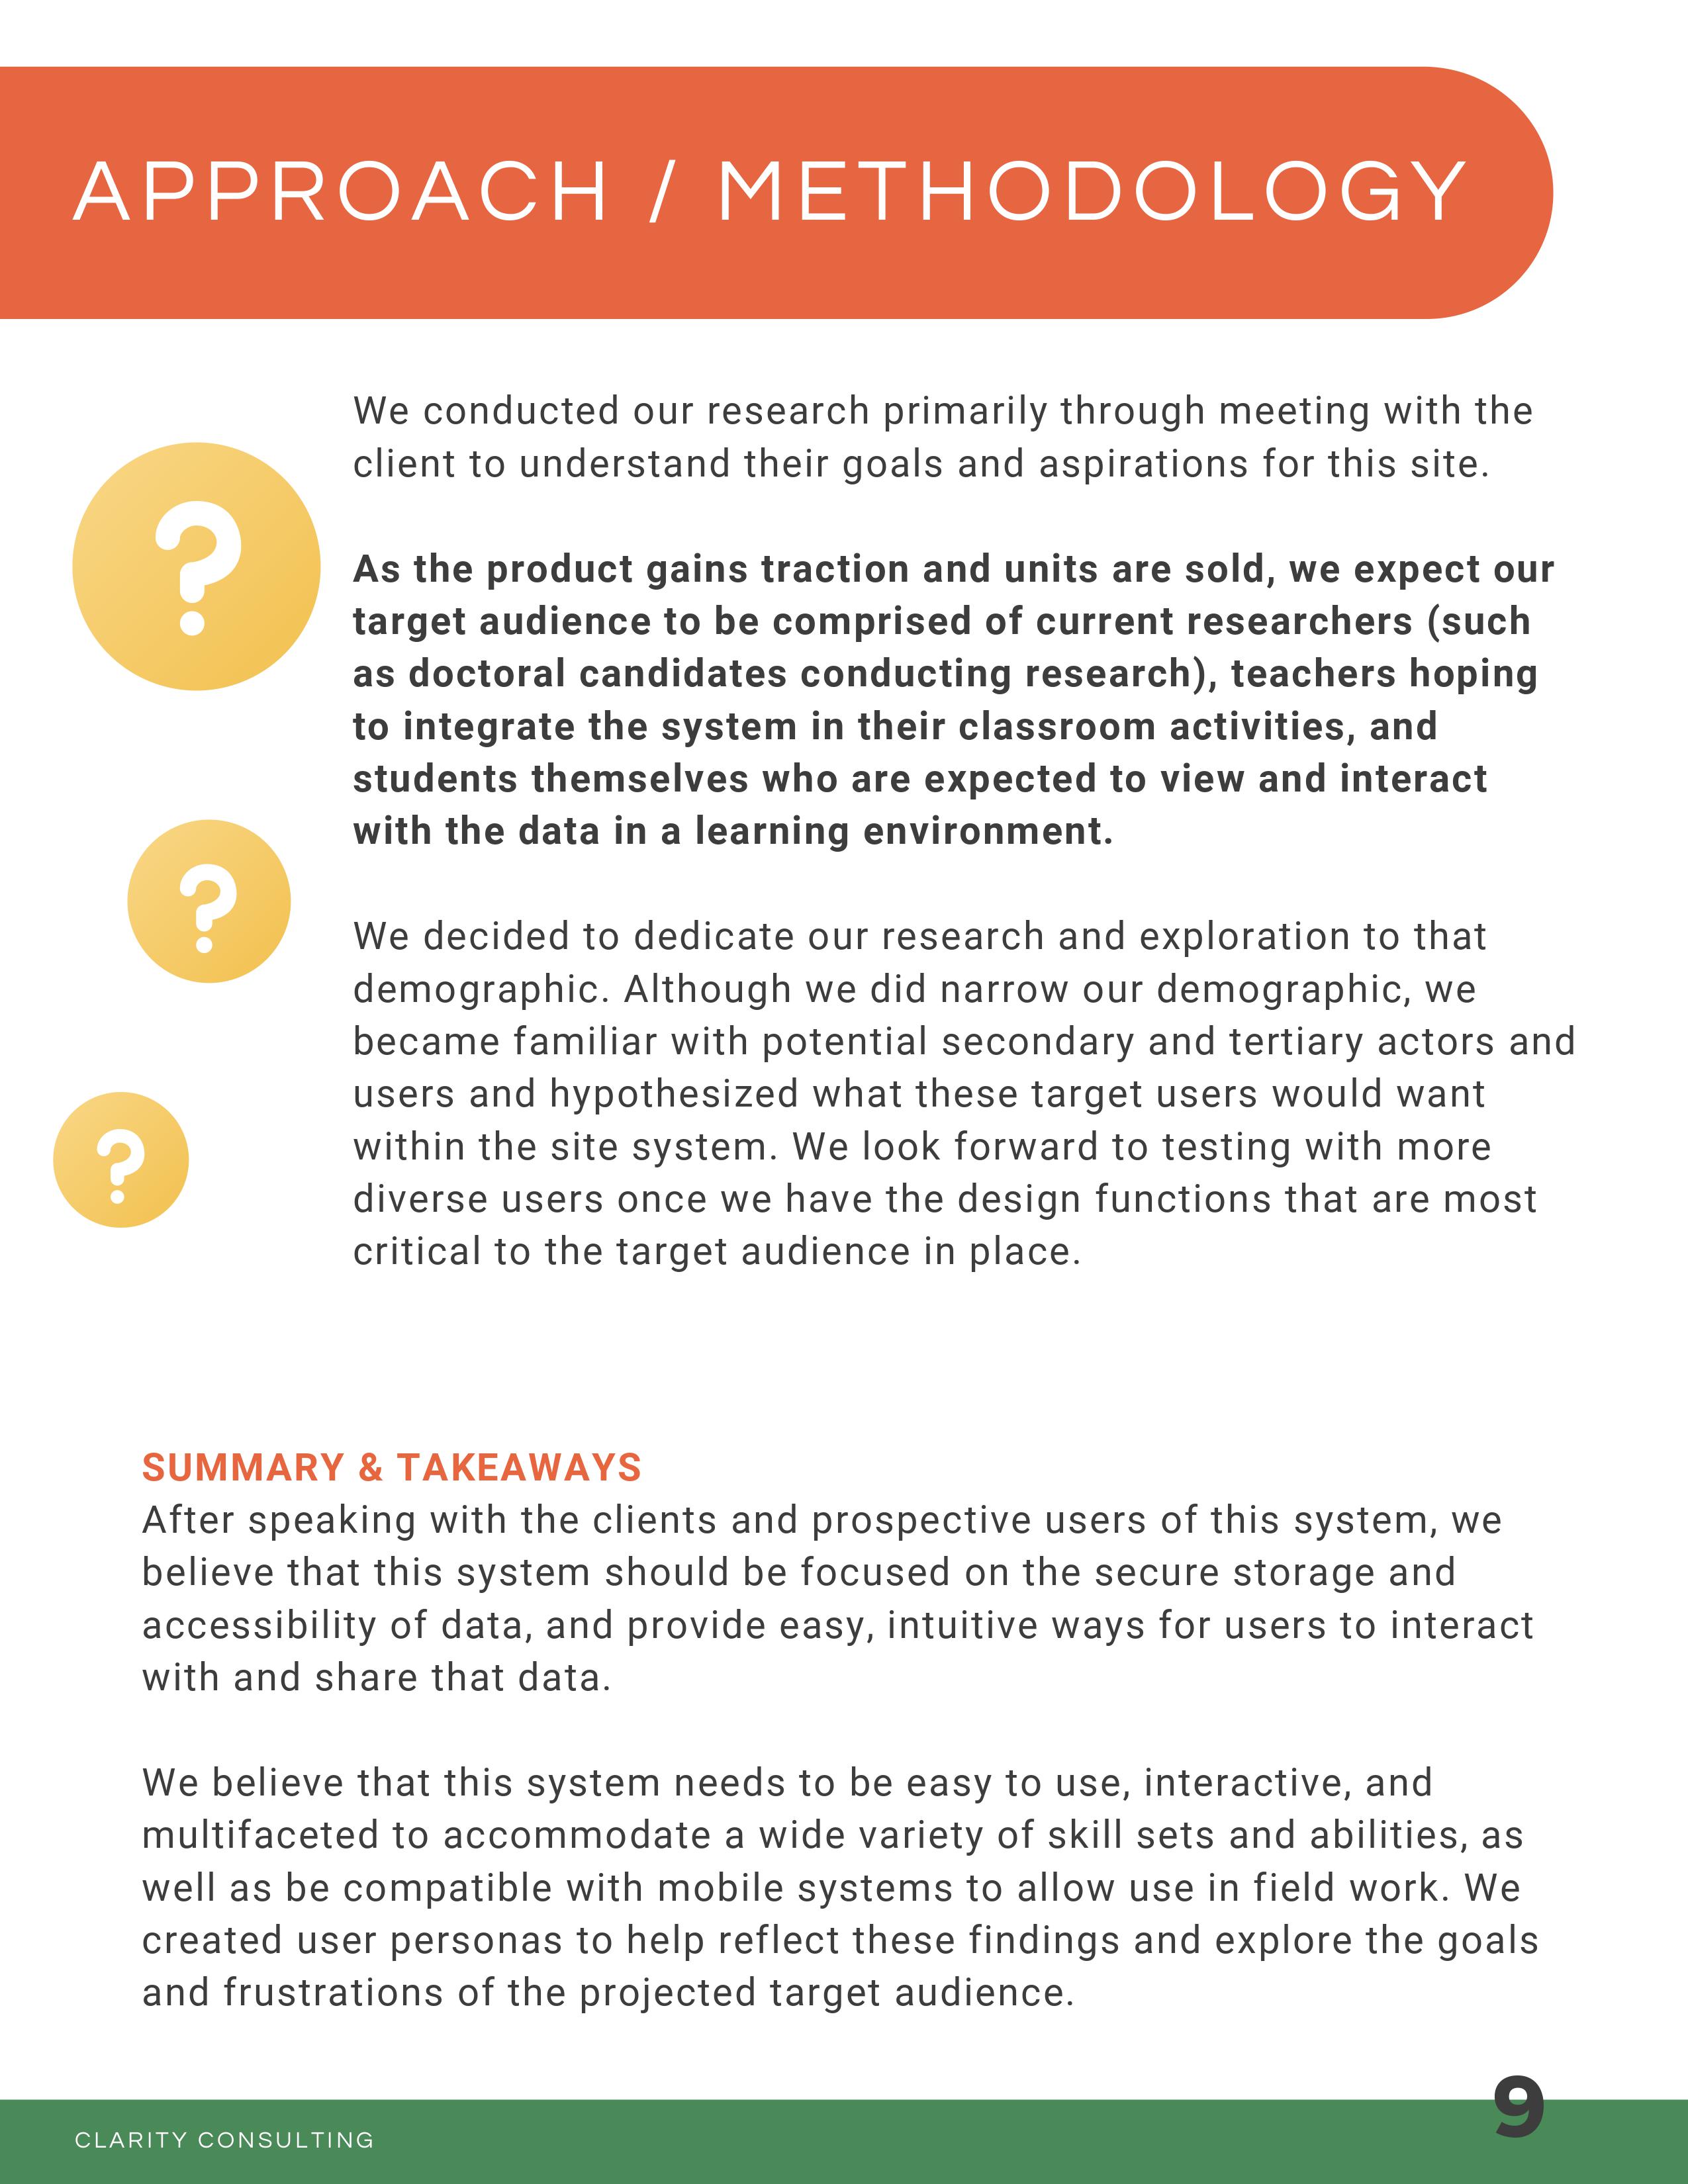 APPROACH / METHODOLOGY
We conducted our research primarily through meeting with the
client to understand their goals and aspirations for this site.
As the product gains traction and units are sold, we expect our
target audience to be comprised of current researchers (such
as doctoral candidates conducting research), teachers hoping
to integrate the system in their classroom activities, and
students themselves who are expected to view and interact
with the data in a learning environment.
We decided to dedicate our research and exploration to that
demographic. Although we did narrow our demographic, we
became familiar with potential secondary and tertiary actors and
users and hypothesized what these target users would want
within the site system. We look forward to testing with more
diverse users once we have the design functions that are most
critical to the target audience in place.
?
?
?
SUMMARY & TAKEAWAYS
After speaking with the clients and prospective users of this system, we
believe that this system should be focused on the secure storage and
accessibility of data, and provide easy, intuitive ways for users to interact
with and share that data.
We believe that this system needs to be easy to use, interactive, and
multifaceted to accommodate a wide variety of skill sets and abilities, as
well as be compatible with mobile systems to allow use in field work. We
created user personas to help reflect these findings and explore the goals
and frustrations of the projected target audience.
CLARITY CONSULTING
9